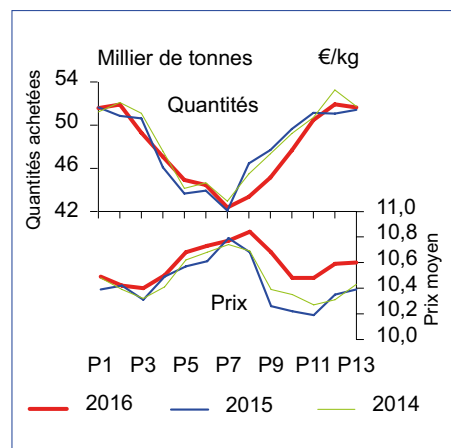 Millier de tonnes €/kg
Quantités achetées
54
50
46
42
Quantités
11,0
10,8
10,6
10,4
10,2
10,0
Prix moyen
Prix
P1 P3 P5 P7 P9 P11 P13
2016 2015 2014